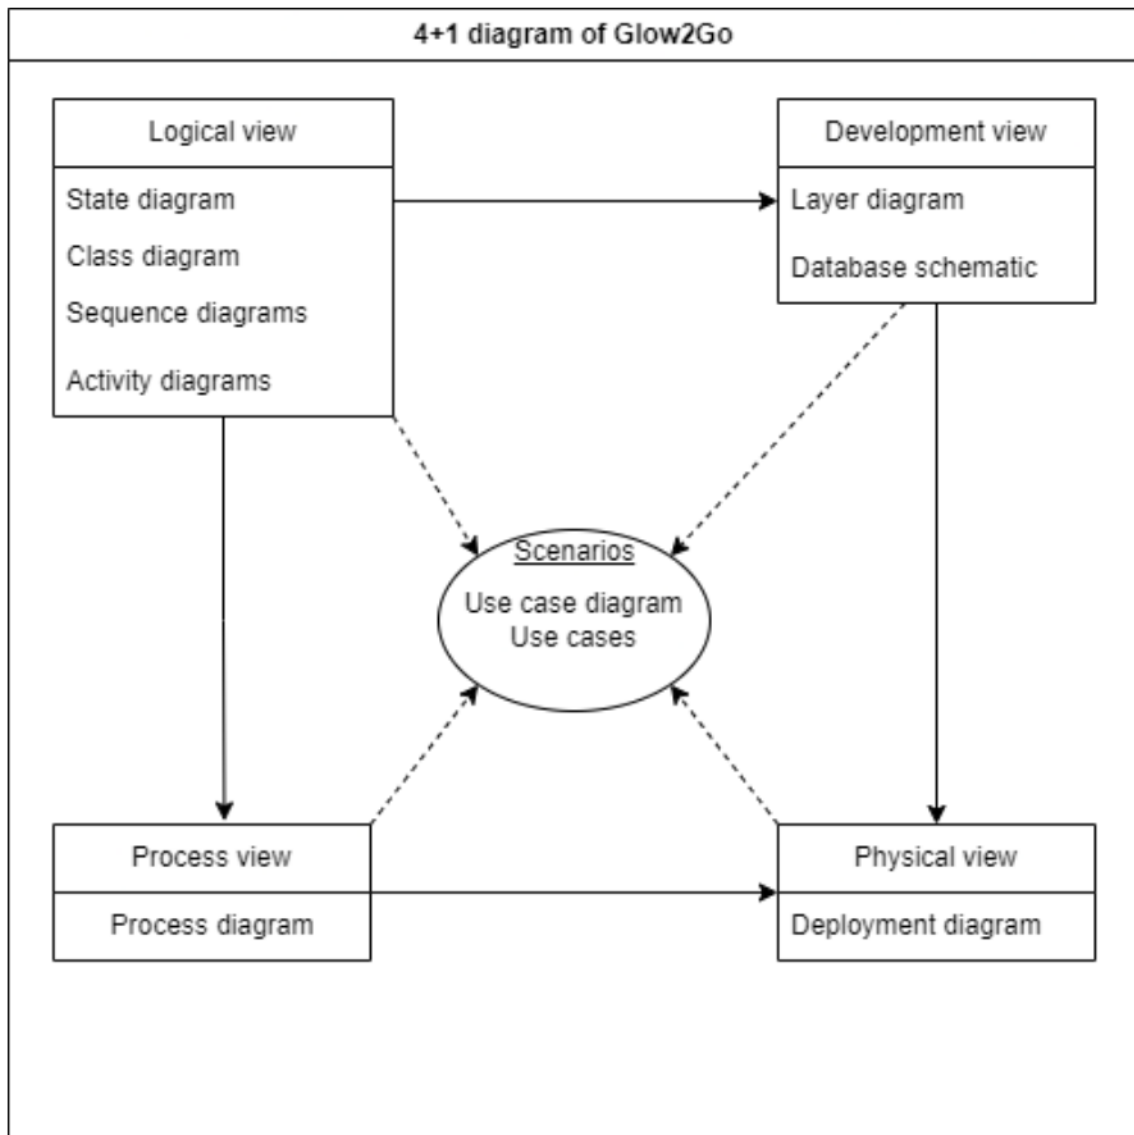 4+1 diagram of Glow2Go
Logical view
State diagram
Class diagram
Sequence diagrams
Activity diagrams
Development view
Layer diagram
Database schematic
Scenarios
Use case diagram
Use cases
Process view
Process diagram
Physical view
Deployment diagram